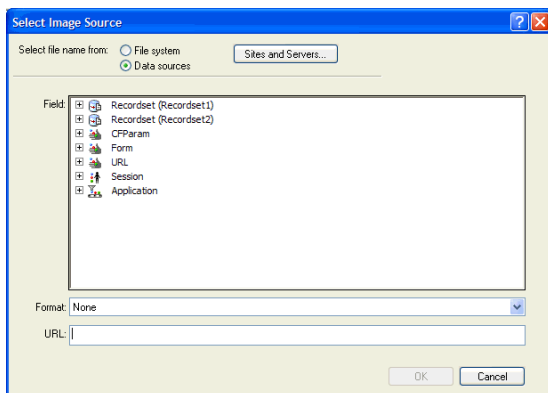 Select Image Source
Select file name from: File system
Data sources
Sites and Servers...
Field:
Recordset (Recordset1)
Recordset (Recordset2)
CFParam
Form
URL
Session
Application
Format: None
URL:
OK Cancel